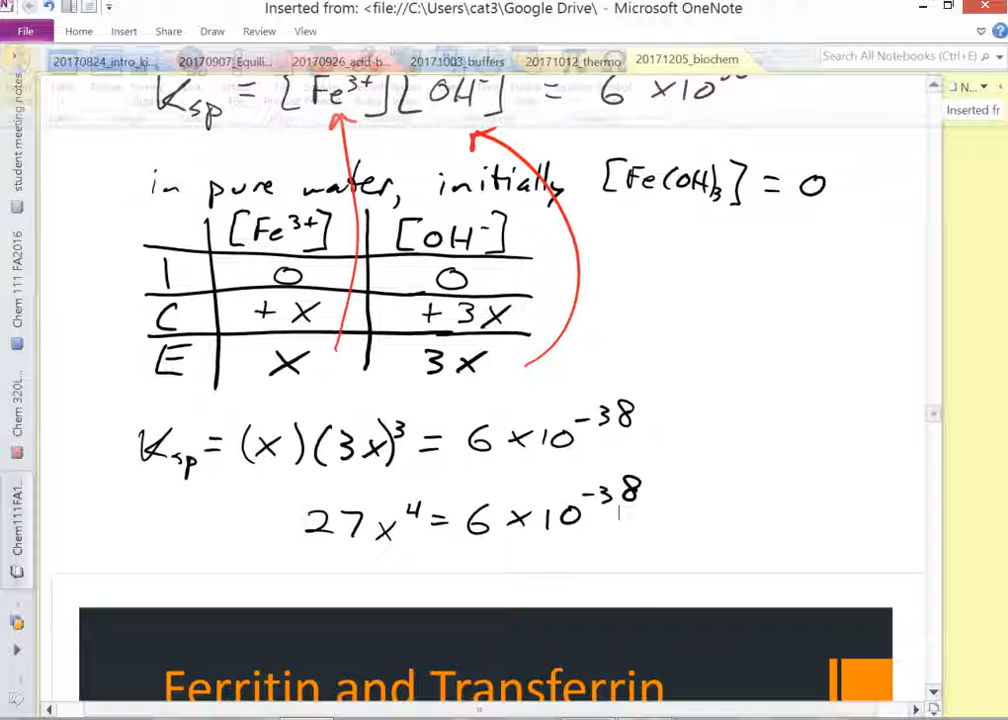 Inserted from: <file://C:\Users\cat3\Google Drive\ - Microsoft OneNote
File Home Insert Share Draw Review View
20170824_intro_ki 20170907_Equili 20170926_acid-b 20171003_buffers 20171012_thermo 20171205_biochem Search All Notebooks (Ctrl+E)
N...
Inserted fr
student meeting notes
Chem 111 FA2016
Chem 320L
Chem111FA1
Ksp = [Fe3+][OH-] = 6 ×10
in pure water, initially [Fe(OH)3] = 0
[Fe3+] [OH-]
I 0 0
C + x + 3x
E x 3x
Ksp = (x)(3x)³ = 6 ×10⁻³⁸
27x⁴ = 6 ×10⁻³⁸
Ferritin and Transferrin